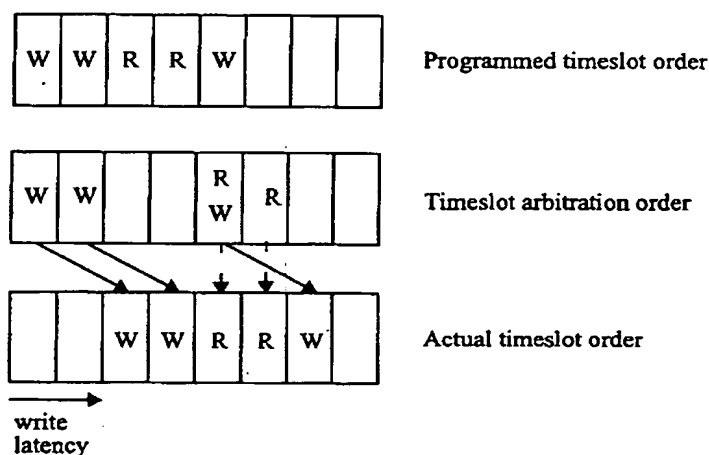 W W R R W
Programmed timeslot order
W W R W R
Timeslot arbitration order
W W R R W
Actual timeslot order
write
latency